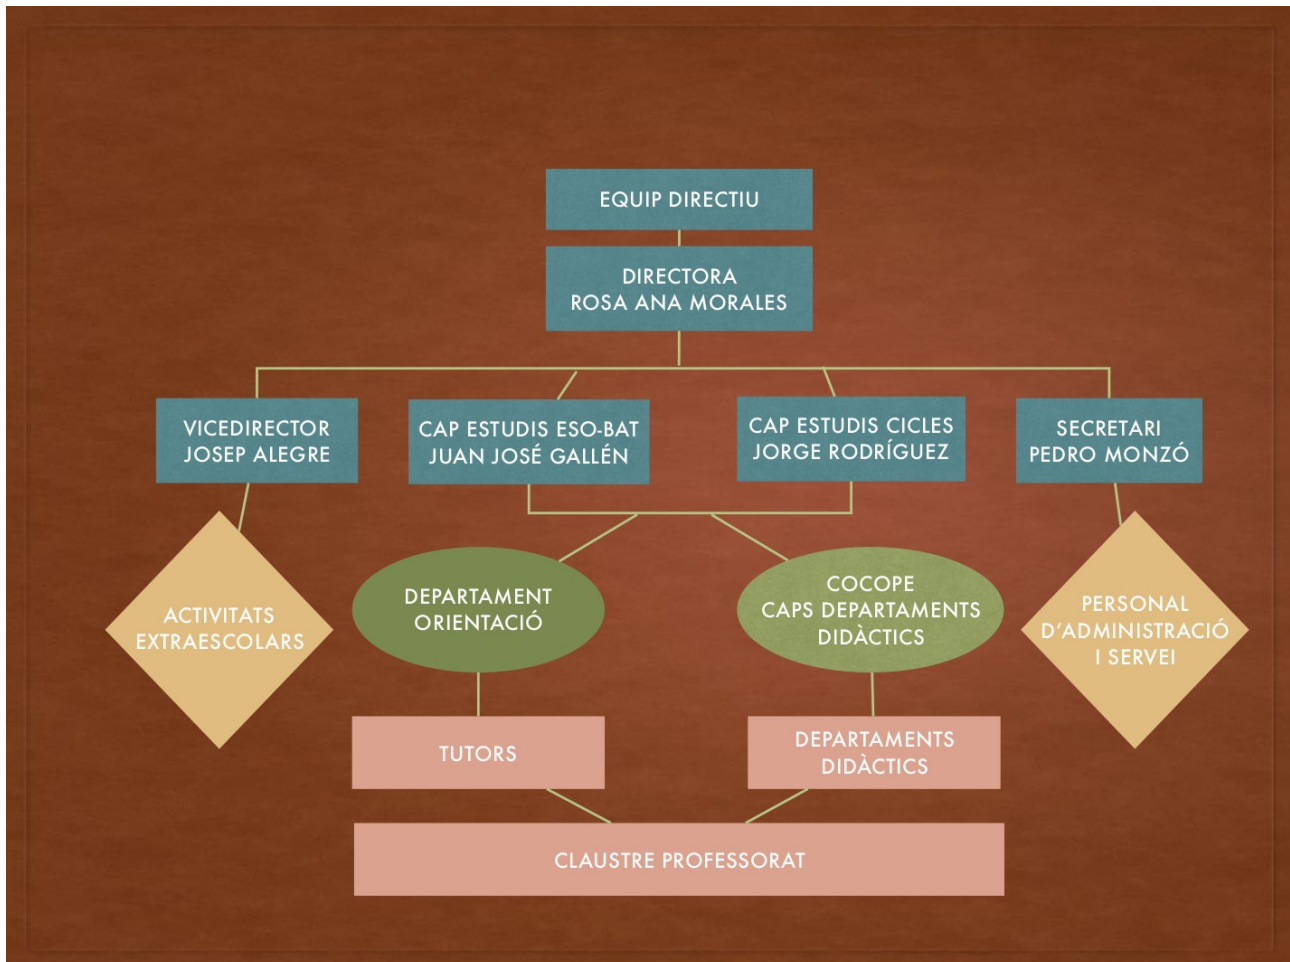 EQUIP DIRECTIU
DIRECTORA
ROSA ANA MORALES
VICEDIRECTOR
JOSEP ALEGRE
CAP ESTUDIS ESO-BAT
JUAN JOSÉ GALLÉN
CAP ESTUDIS CICLES
JORGE RODRÍGUEZ
SECRETARI
PEDRO MONZÓ
ACTIVITATS
EXTRAESCOLARS
DEPARTAMENT
ORIENTACIÓ
COCOPE
CAPS DEPARTAMENTS
DIDÀCTICS
PERSONAL
D’ADMINISTRACIÓ
I SERVEI
TUTORS
DEPARTAMENTS
DIDÀCTICS
CLAUSTRE PROFESSORAT